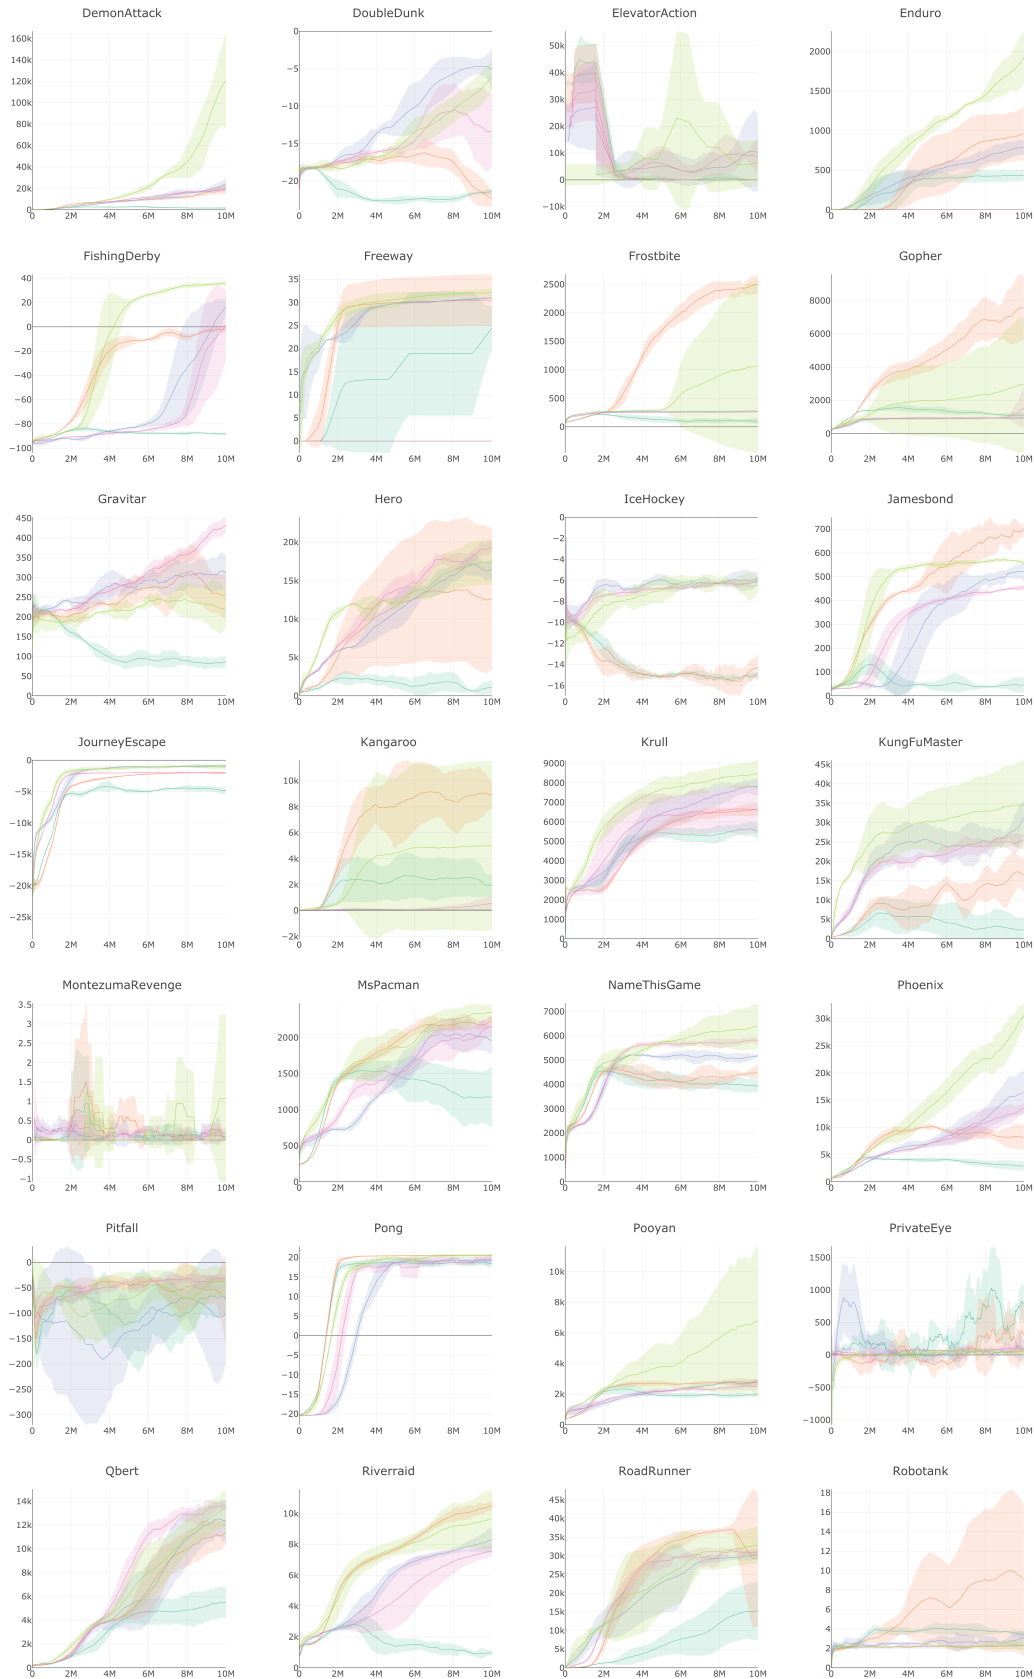 DemonAttack
160k
140k
120k
100k
80k
60k
40k
20k
0
0 2M 4M 6M 8M 10M
DoubleDunk
0
−5
−10
−15
−20
0 2M 4M 6M 8M 10M
ElevatorAction
50k
40k
30k
20k
10k
0
−10k
0 2M 4M 6M 8M 10M
Enduro
2000
1500
1000
500
0
0 2M 4M 6M 8M 10M
FishingDerby
40
20
0
−20
−40
−60
−80
−100
0 2M 4M 6M 8M 10M
Freeway
35
30
25
20
15
10
5
0
0 2M 4M 6M 8M 10M
Frostbite
2500
2000
1500
1000
500
0
0 2M 4M 6M 8M 10M
Gopher
8000
6000
4000
2000
0
0 2M 4M 6M 8M 10M
Gravitar
450
400
350
300
250
200
150
100
50
0
0 2M 4M 6M 8M 10M
Hero
20k
15k
10k
5k
0
0 2M 4M 6M 8M 10M
IceHockey
0
−2
−4
−6
−8
−10
−12
−14
−16
0 2M 4M 6M 8M 10M
Jamesbond
700
600
500
400
300
200
100
0
0 2M 4M 6M 8M 10M
JourneyEscape
0
−5k
−10k
−15k
−20k
−25k
0 2M 4M 6M 8M 10M
Kangaroo
10k
8k
6k
4k
2k
0
−2k
0 2M 4M 6M 8M 10M
Krull
9000
8000
7000
6000
5000
4000
3000
2000
1000
0
0 2M 4M 6M 8M 10M
KungFuMaster
45k
40k
35k
30k
25k
20k
15k
10k
5k
0
0 2M 4M 6M 8M 10M
MontezumaRevenge
3.5
3
2.5
2
1.5
1
0.5
0
−0.5
−1
0 2M 4M 6M 8M 10M
MsPacman
2000
1500
1000
500
0
0 2M 4M 6M 8M 10M
NameThisGame
7000
6000
5000
4000
3000
2000
1000
0
0 2M 4M 6M 8M 10M
Phoenix
30k
25k
20k
15k
10k
5k
0
0 2M 4M 6M 8M 10M
Pitfall
0
−50
−100
−150
−200
−250
−300
0 2M 4M 6M 8M 10M
Pong
20
15
10
5
0
−5
−10
−15
−20
0 2M 4M 6M 8M 10M
Pooyan
10k
8k
6k
4k
2k
0
0 2M 4M 6M 8M 10M
PrivateEye
1500
1000
500
0
−500
−1000
0 2M 4M 6M 8M 10M
Qbert
14k
12k
10k
8k
6k
4k
2k
0
0 2M 4M 6M 8M 10M
Riverraid
10k
8k
6k
4k
2k
0
0 2M 4M 6M 8M 10M
RoadRunner
45k
40k
35k
30k
25k
20k
15k
10k
5k
0
0 2M 4M 6M 8M 10M
Robotank
18
16
14
12
10
8
6
4
2
0
0 2M 4M 6M 8M 10M